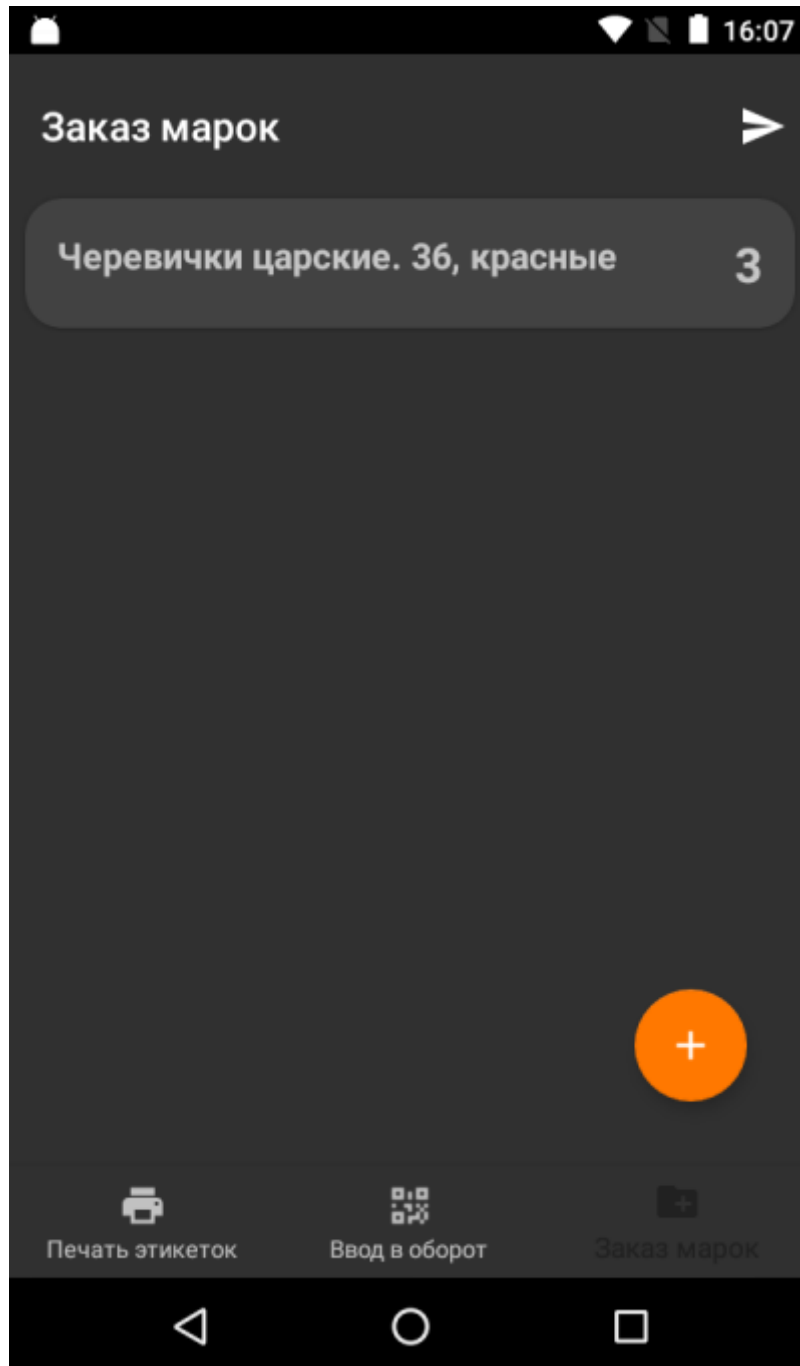 16:07
Заказ марок
Черевички царские. 36, красные 3
Печать этикеток Ввод в оборот Заказ марок